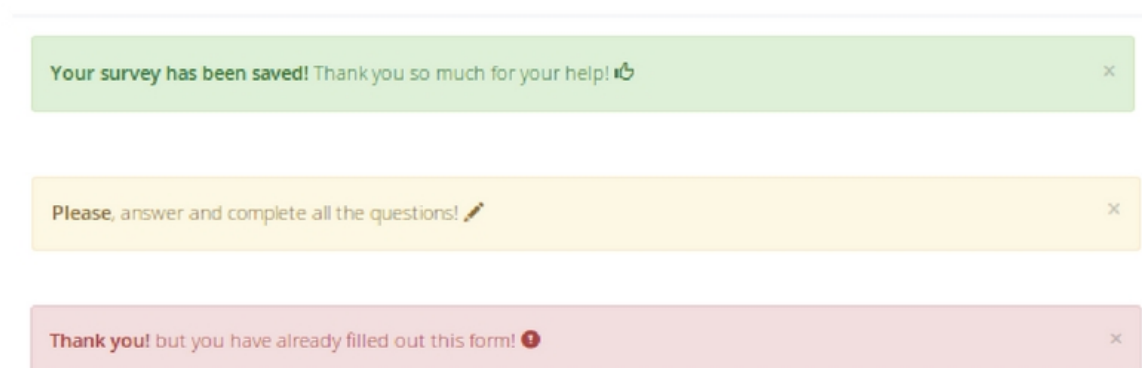 Your survey has been saved! Thank you so much for your help!
Please, answer and complete all the questions!
Thank you! but you have already filled out this form!